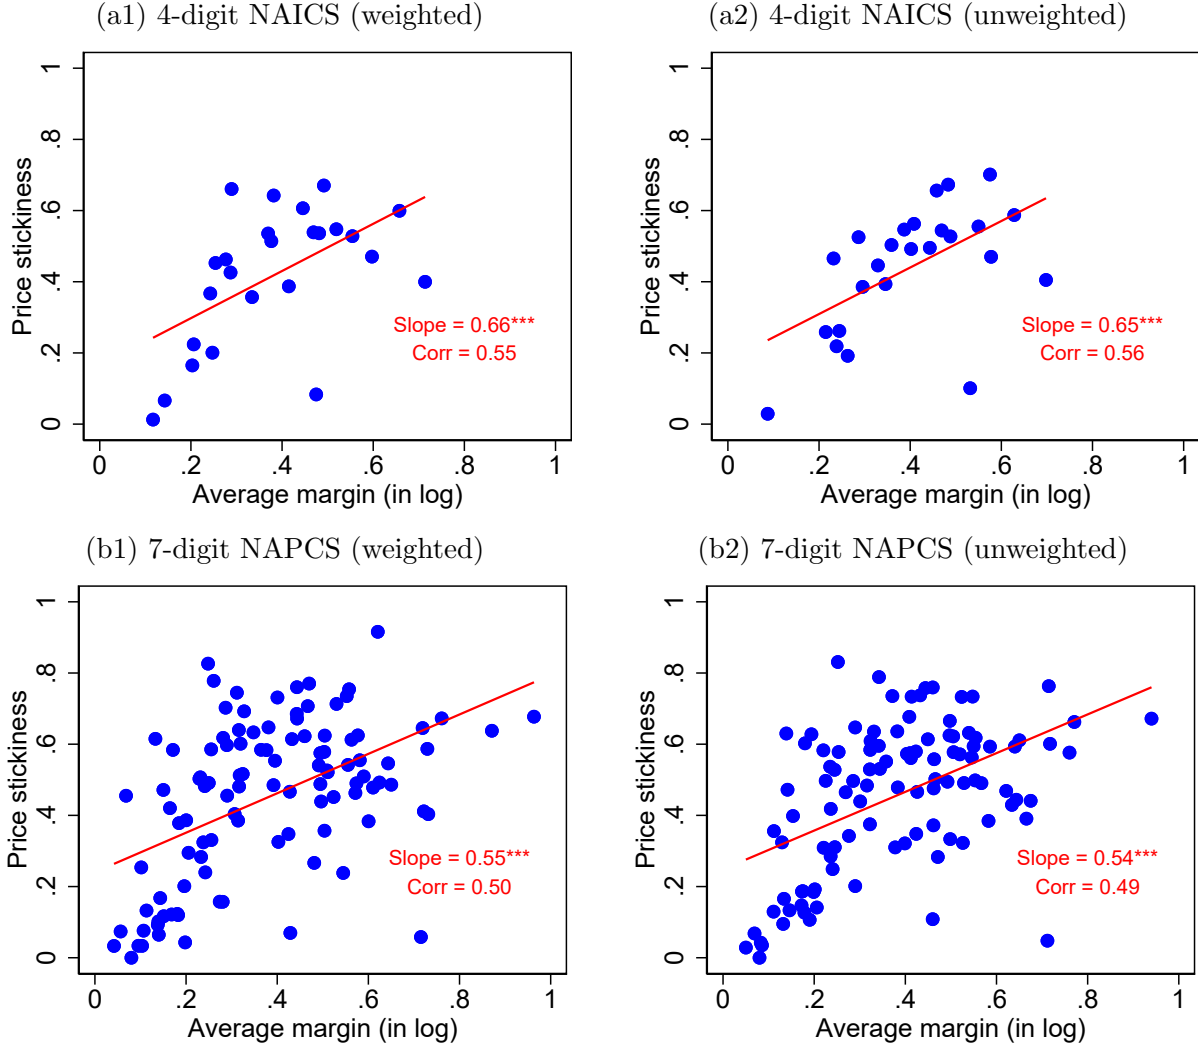 (a1) 4-digit NAICS (weighted)
(a2) 4-digit NAICS (unweighted)
Price stickiness
1
.8
.6
.4
.2
0
Slope = 0.66***
Corr = 0.55
0 .2 .4 .6 .8 1
Average margin (in log)
Price stickiness
1
.8
.6
.4
.2
0
Slope = 0.65***
Corr = 0.56
0 .2 .4 .6 .8 1
Average margin (in log)
(b1) 7-digit NAPCS (weighted)
(b2) 7-digit NAPCS (unweighted)
Price stickiness
1
.8
.6
.4
.2
0
Slope = 0.55***
Corr = 0.50
0 .2 .4 .6 .8 1
Average margin (in log)
Price stickiness
1
.8
.6
.4
.2
0
Slope = 0.54***
Corr = 0.49
0 .2 .4 .6 .8 1
Average margin (in log)